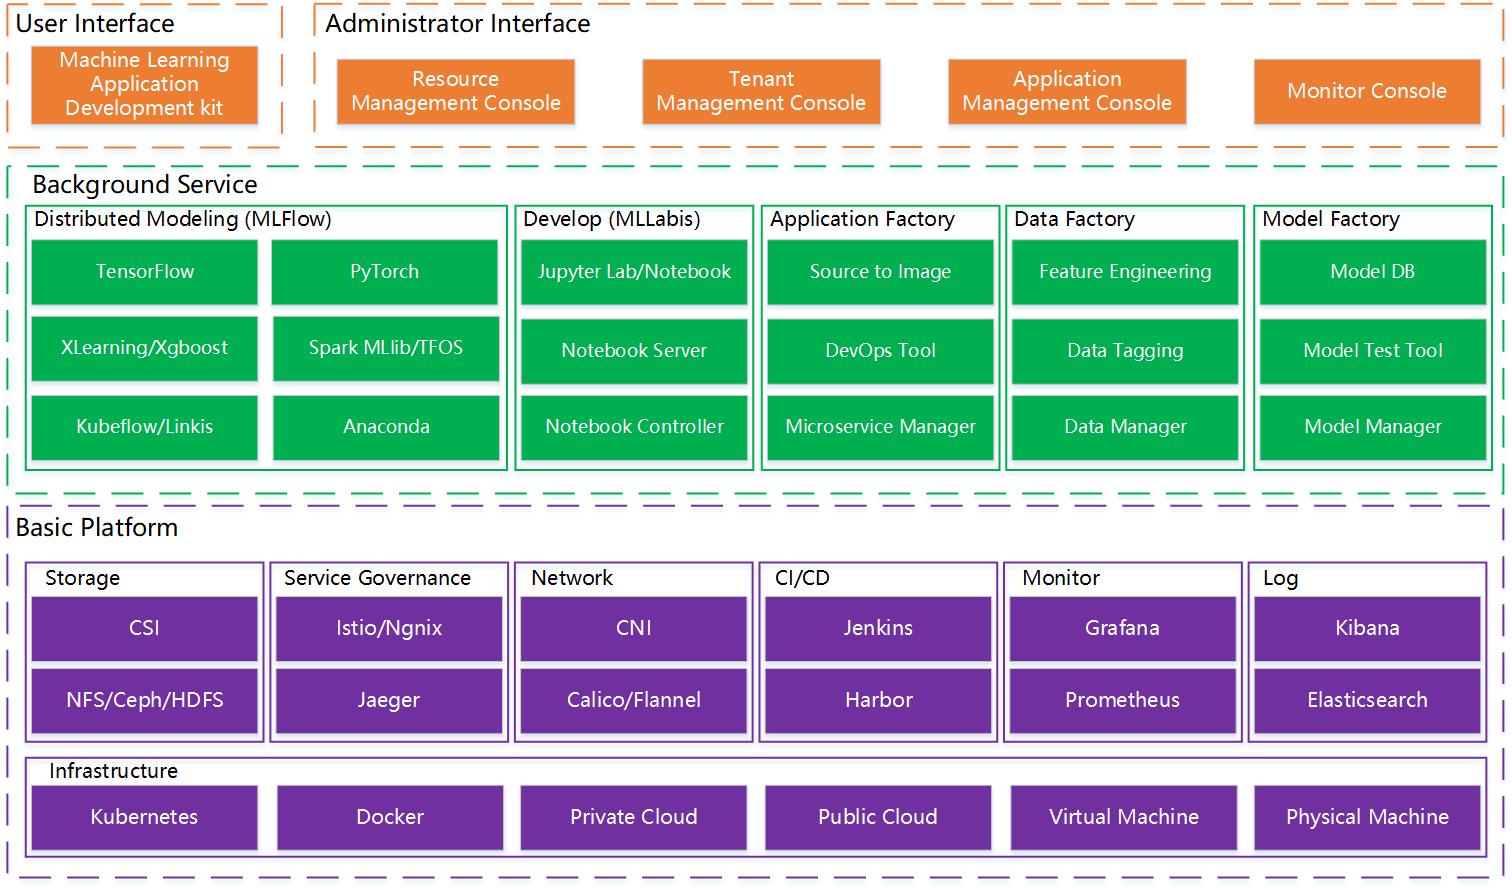 User Interface
Machine Learning
Application
Development kit
Administrator Interface
Resource
Management Console
Tenant
Management Console
Application
Management Console
Monitor Console
Background Service
Distributed Modeling (MLFlow)
TensorFlow
PyTorch
XLearning/Xgboost
Spark MLlib/TFOS
Kubeflow/Linkis
Anaconda
Develop (MLLabis)
Jupyter Lab/Notebook
Notebook Server
Notebook Controller
Application Factory
Source to Image
DevOps Tool
Microservice Manager
Data Factory
Feature Engineering
Data Tagging
Data Manager
Model Factory
Model DB
Model Test Tool
Model Manager
Basic Platform
Storage
CSI
NFS/Ceph/HDFS
Service Governance
Istio/Ngnix
Jaeger
Network
CNI
Calico/Flannel
CI/CD
Jenkins
Harbor
Monitor
Grafana
Prometheus
Log
Kibana
Elasticsearch
Infrastructure
Kubernetes
Docker
Private Cloud
Public Cloud
Virtual Machine
Physical Machine